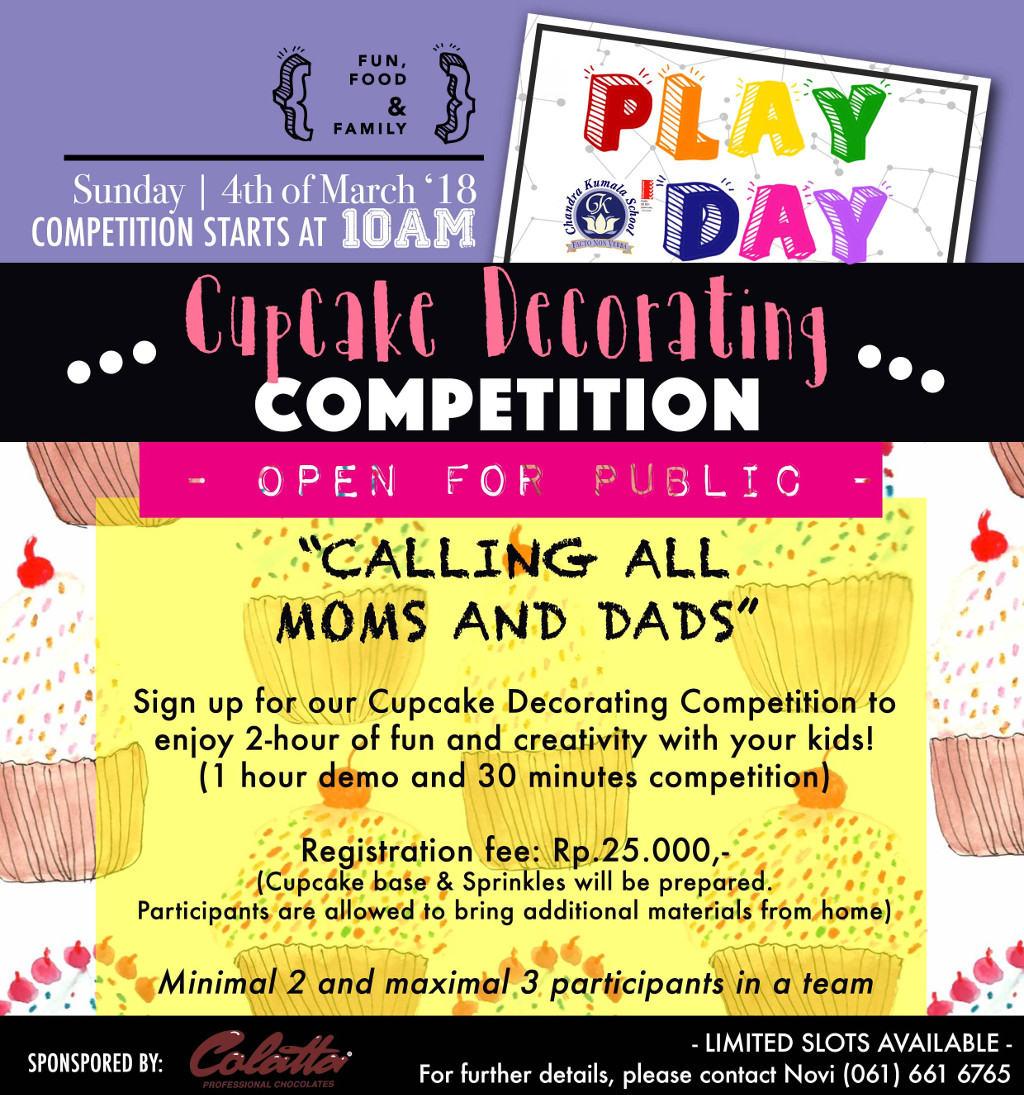 FUN,
FOOD
&
FAMILY
PLAY
DAY
Chandra Kumala School
CK
FACTO NON VERBA
Sunday | 4th of March ‘18
COMPETITION STARTS AT 10AM
Cupcake Decorating
COMPETITION
- OPEN FOR PUBLIC -
“CALLING ALL
MOMS AND DADS”
Sign up for our Cupcake Decorating Competition to
enjoy 2-hour of fun and creativity with your kids!
(1 hour demo and 30 minutes competition)
Registration fee: Rp.25.000,-
(Cupcake base & Sprinkles will be prepared.
Participants are allowed to bring additional materials from home)
Minimal 2 and maximal 3 participants in a team
SPONSPORED BY:
Colatta®
PROFESSIONAL CHOCOLATES
- LIMITED SLOTS AVAILABLE -
For further details, please contact Novi (061) 661 6765